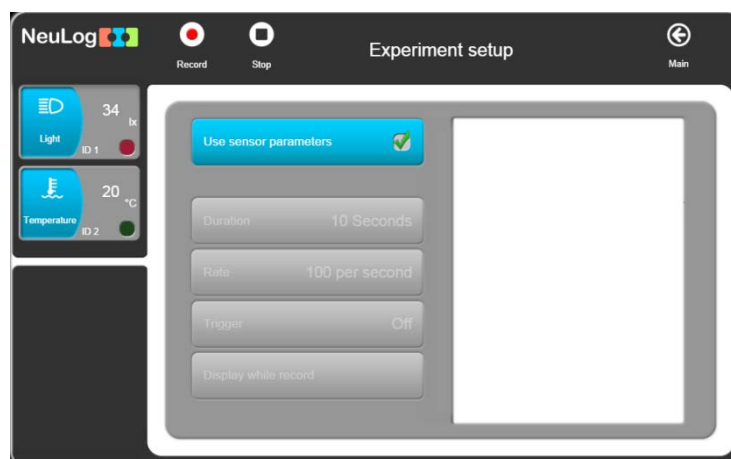 NeuLog
Record
Stop
Experiment setup
Main
34
lx
Light
ID 1
20
°C
Temperature
ID 2
Use sensor parameters
Duration 10 Seconds
Rate 100 per second
Trigger Off
Display while record